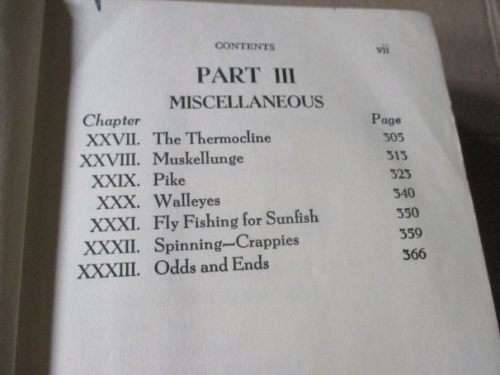 CONTENTS vii
PART III
MISCELLANEOUS
Chapter Page
XXVII. The Thermocline 305
XXVIII. Muskellunge 313
XXIX. Pike 323
XXX. Walleyes 340
XXXI. Fly Fishing for Sunfish 350
XXXII. Spinning—Crappies 359
XXXIII. Odds and Ends 366